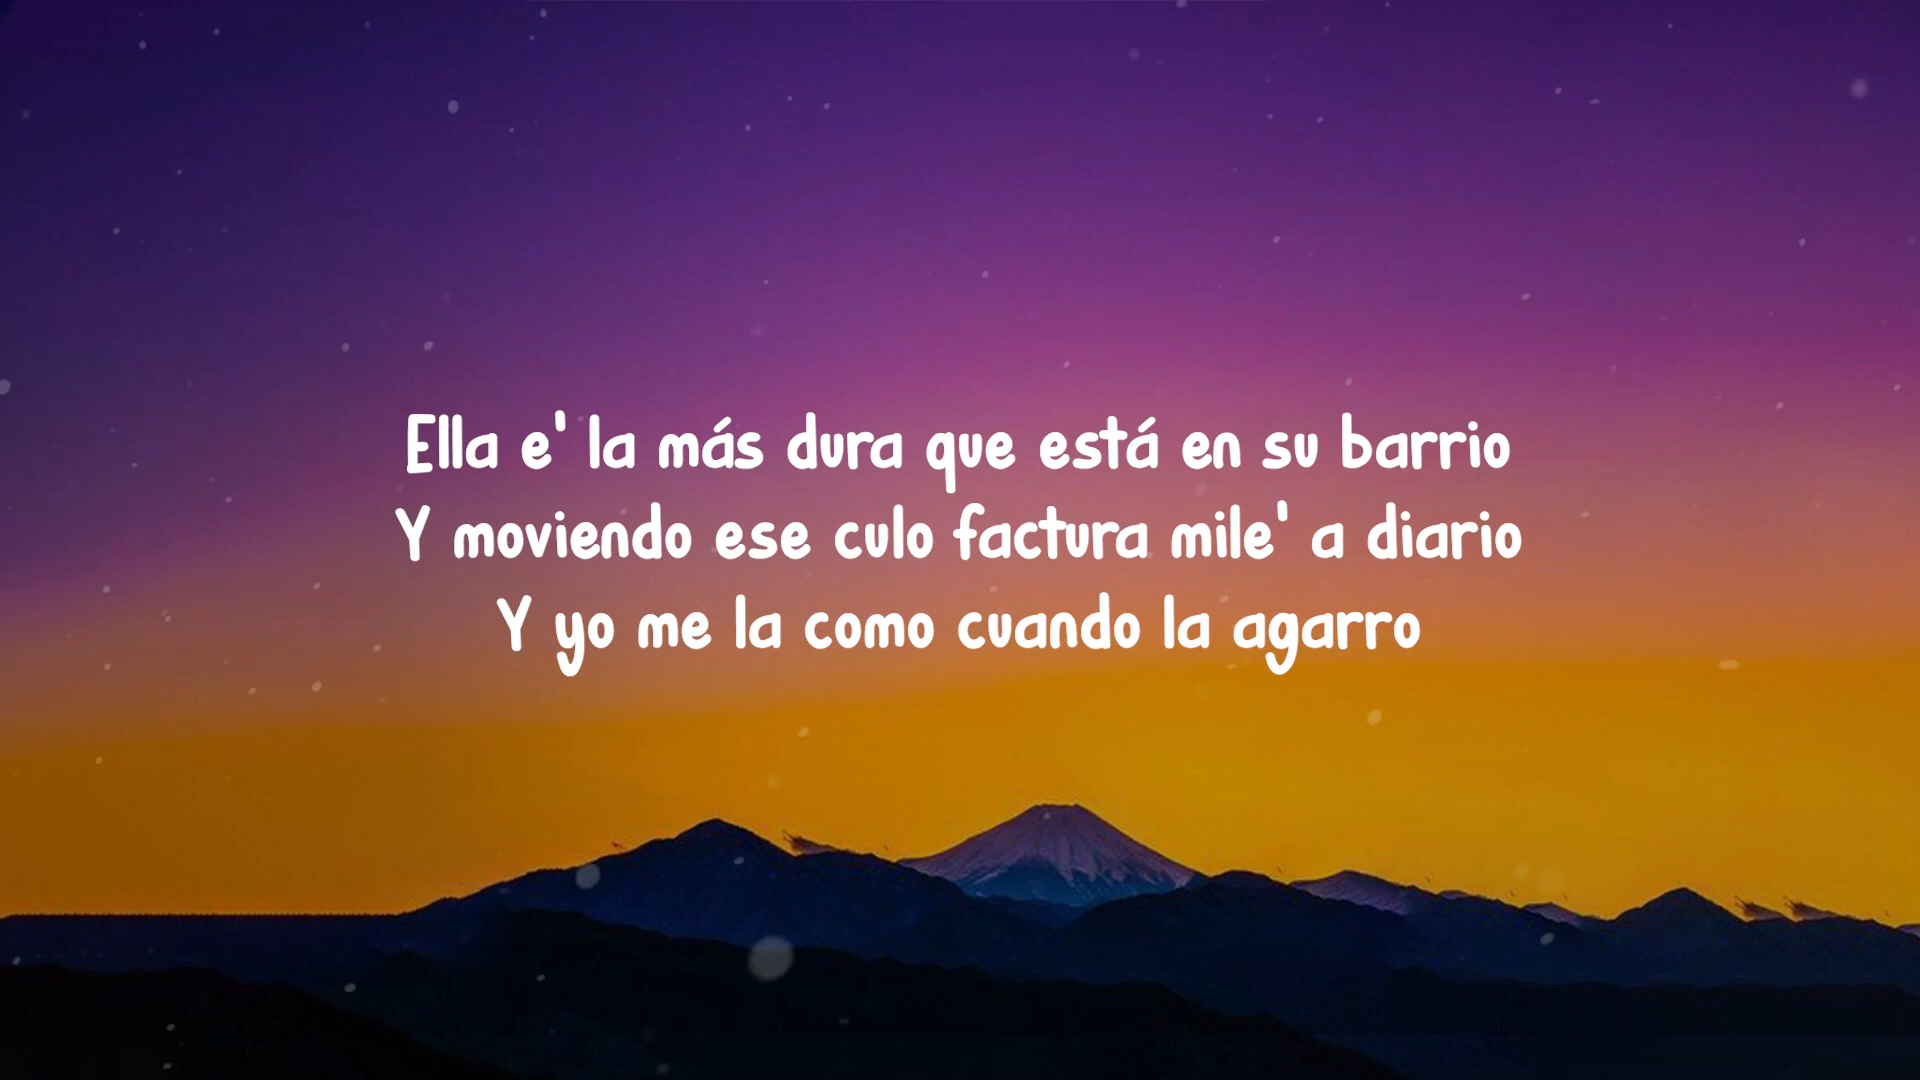 Ella e' la más dura que está en su barrio
Y moviendo ese culo factura mile' a diario
Y yo me la como cuando la agarro